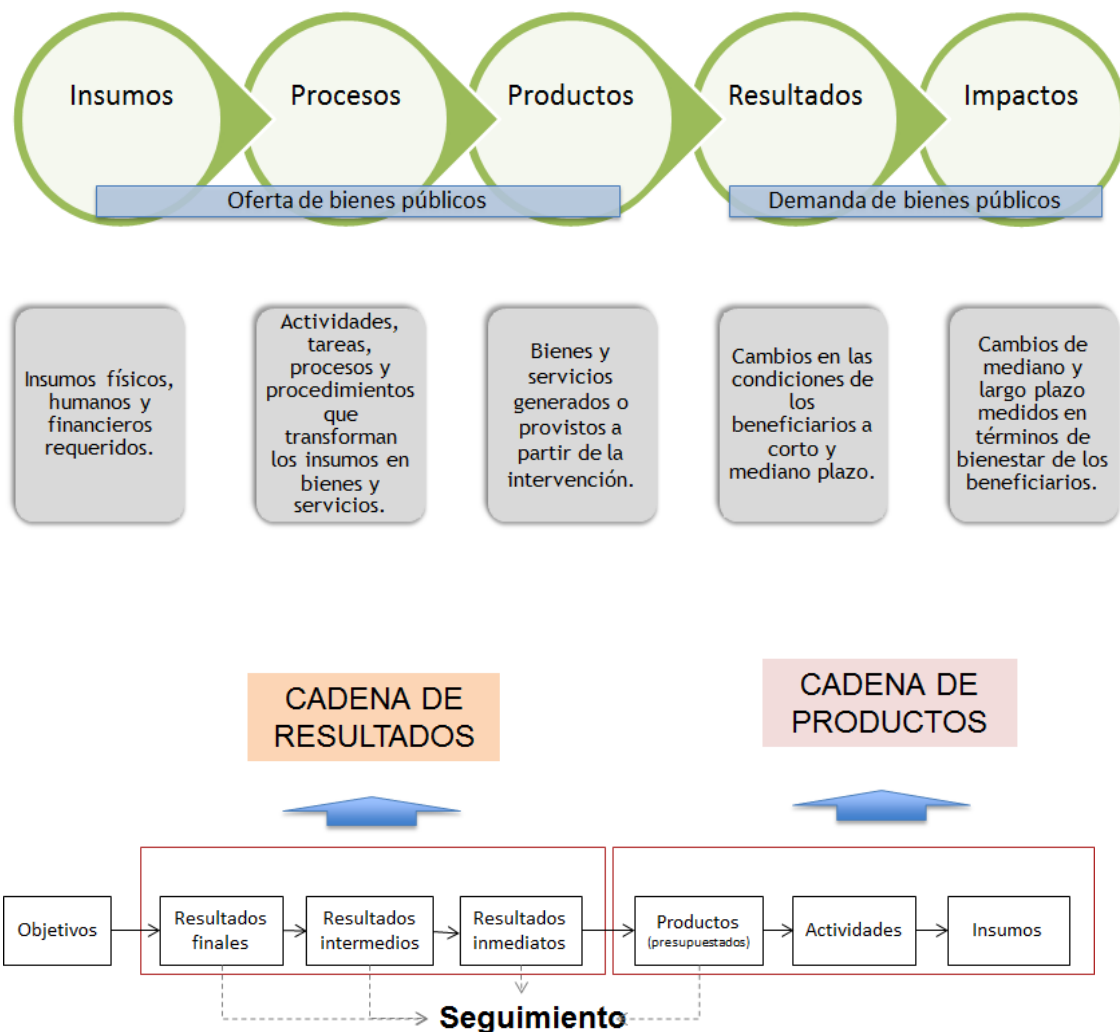 Insumos
Procesos
Productos
Resultados
Impactos
Oferta de bienes públicos
Demanda de bienes públicos
Insumos físicos,
humanos y
financieros
requeridos.
Actividades,
tareas,
procesos y
procedimientos
que
transforman
los insumos en
bienes y
servicios.
Bienes y
servicios
generados o
provistos a
partir de la
intervención.
Cambios en las
condiciones de
los
beneficiarios a
corto y
mediano plazo.
Cambios de
mediano y
largo plazo
medidos en
términos de
bienestar de los
beneficiarios.
CADENA DE
RESULTADOS
CADENA DE
PRODUCTOS
Objetivos
Resultados
finales
Resultados
intermedios
Resultados
inmediatos
Productos
(presupuestados)
Actividades
Insumos
Seguimiento